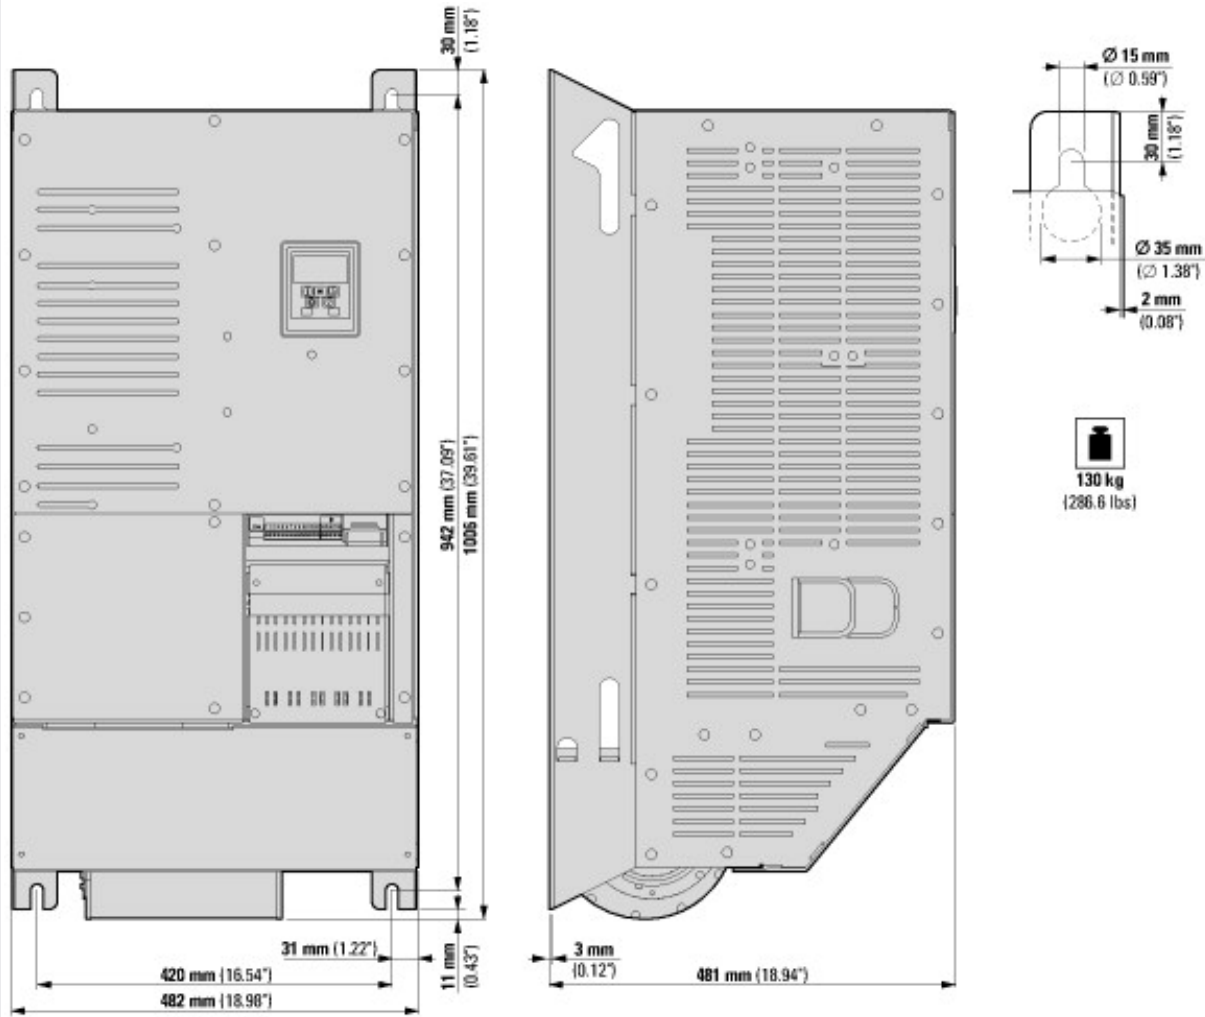 30 mm
(1.18")
942 mm (37.09")
1006 mm (39.61")
31 mm (1.22")
11 mm
(0.43")
420 mm (16.54")
482 mm (18.98")
3 mm
(0.12")
481 mm (18.94")
Ø 15 mm
(Ø 0.59")
30 mm
(1.18")
Ø 35 mm
(Ø 1.38")
2 mm
(0.08")
130 kg
(286.6 lbs)